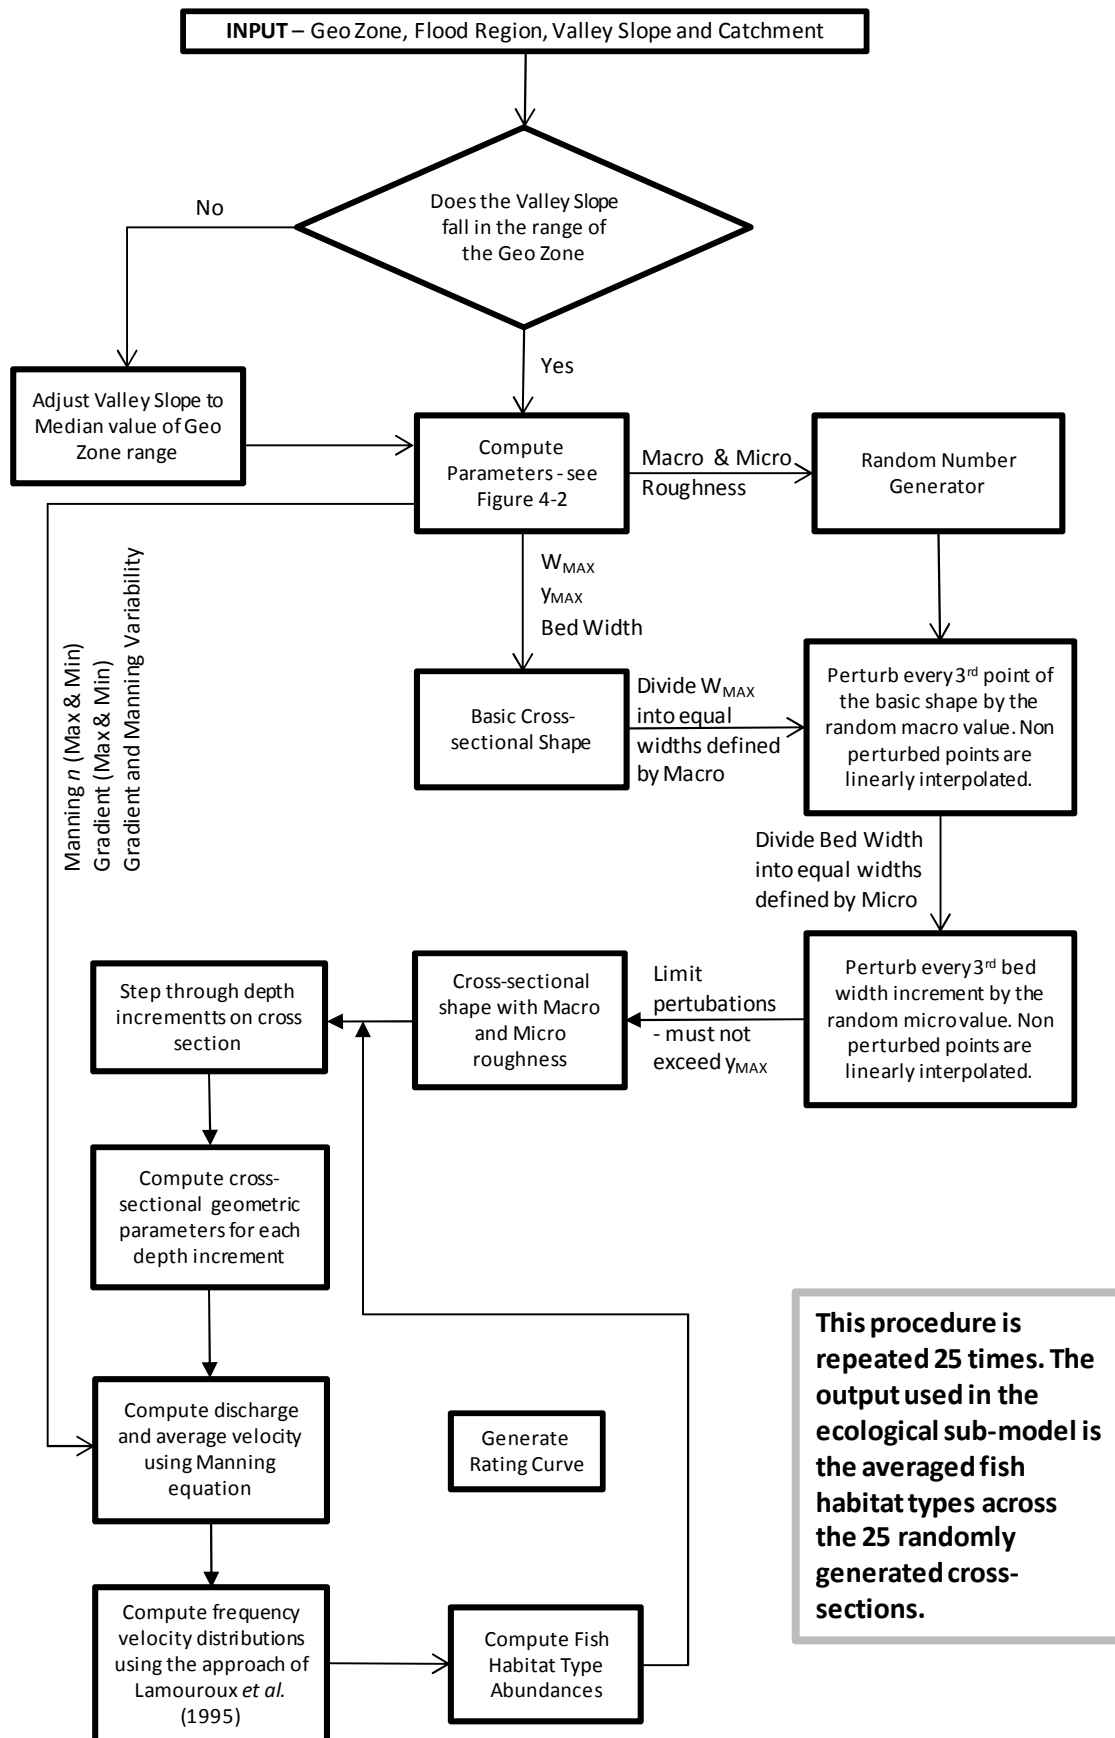 INPUT – Geo Zone, Flood Region, Valley Slope and Catchment
Does the Valley Slope
fall in the range of
the Geo Zone
No
Yes
Adjust Valley Slope to
Median value of Geo
Zone range
Compute
Parameters - see
Figure 4-2
Macro & Micro
Roughness
Random Number
Generator
WMAX
yMAX
Bed Width
Manning n (Max & Min)
Gradient (Max & Min)
Gradient and Manning Variability
Basic Cross-
sectional Shape
Divide WMAX
into equal
widths defined
by Macro
Perturb every 3rd point of
the basic shape by the
random macro value. Non
perturbed points are
linearly interpolated.
Divide Bed Width
into equal widths
defined by Micro
Perturb every 3rd bed
width increment by the
random micro value. Non
perturbed points are
linearly interpolated.
Limit
pertubations
- must not
exceed yMAX
Cross-sectional
shape with Macro
and Micro
roughness
Step through depth
incrementts on cross
section
Compute cross-
sectional geometric
parameters for each
depth increment
Compute discharge
and average velocity
using Manning
equation
Generate
Rating Curve
Compute frequency
velocity distributions
using the approach of
Lamouroux et al.
(1995)
Compute Fish
Habitat Type
Abundances
This procedure is
repeated 25 times. The
output used in the
ecological sub-model is
the averaged fish
habitat types across
the 25 randomly
generated cross-
sections.